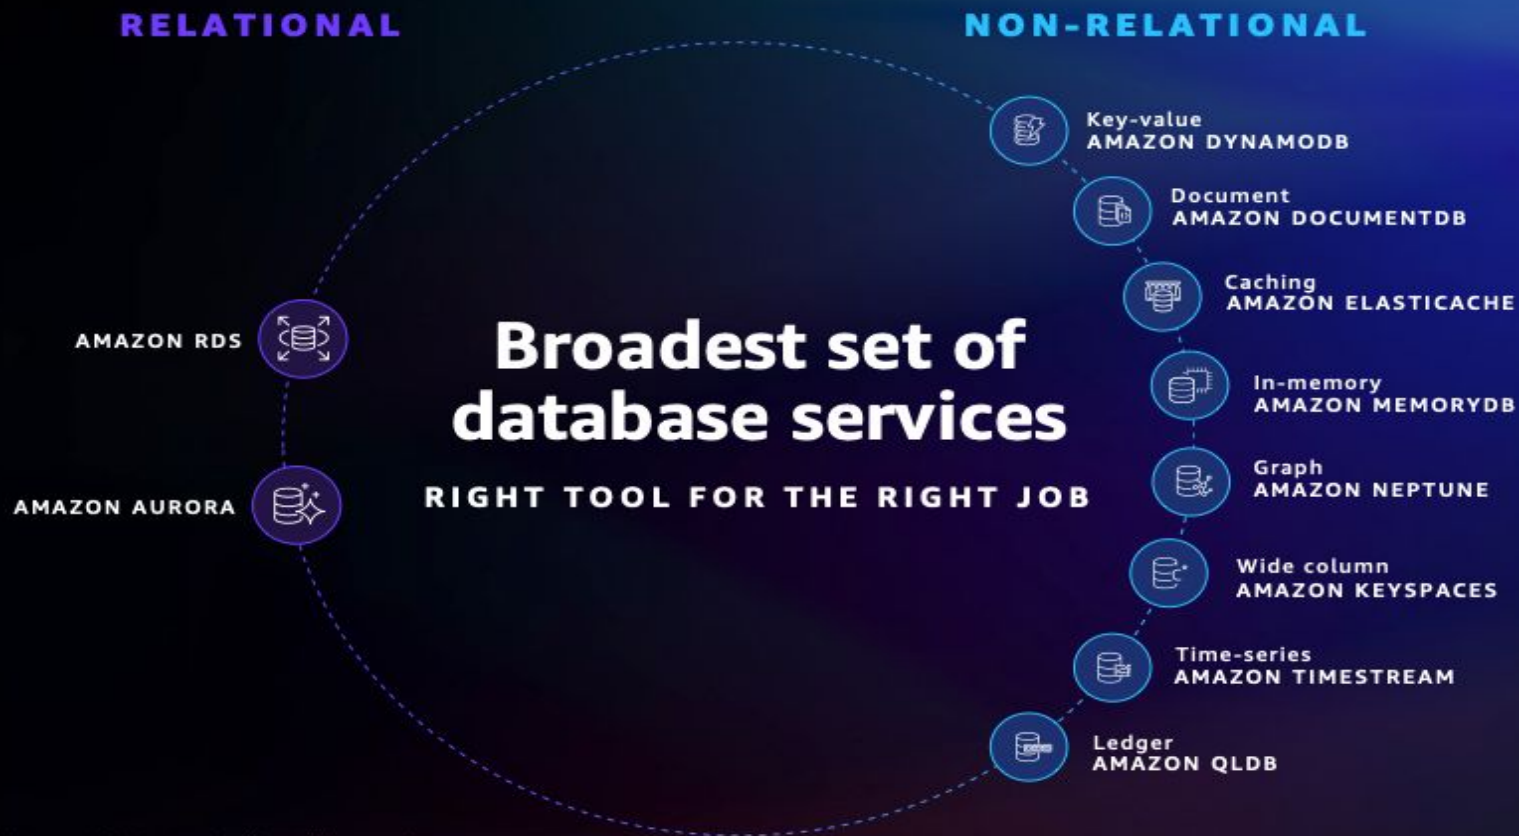 RELATIONAL
NON-RELATIONAL
Key-value
AMAZON DYNAMODB
Document
AMAZON DOCUMENTDB
Caching
AMAZON ELASTICACHE
AMAZON RDS
Broadest set of
database services
In-memory
AMAZON MEMORYDB
AMAZON AURORA
RIGHT TOOL FOR THE RIGHT JOB
Graph
AMAZON NEPTUNE
Wide column
AMAZON KEYSPACES
Time-series
AMAZON TIMESTREAM
Ledger
AMAZON QLDB